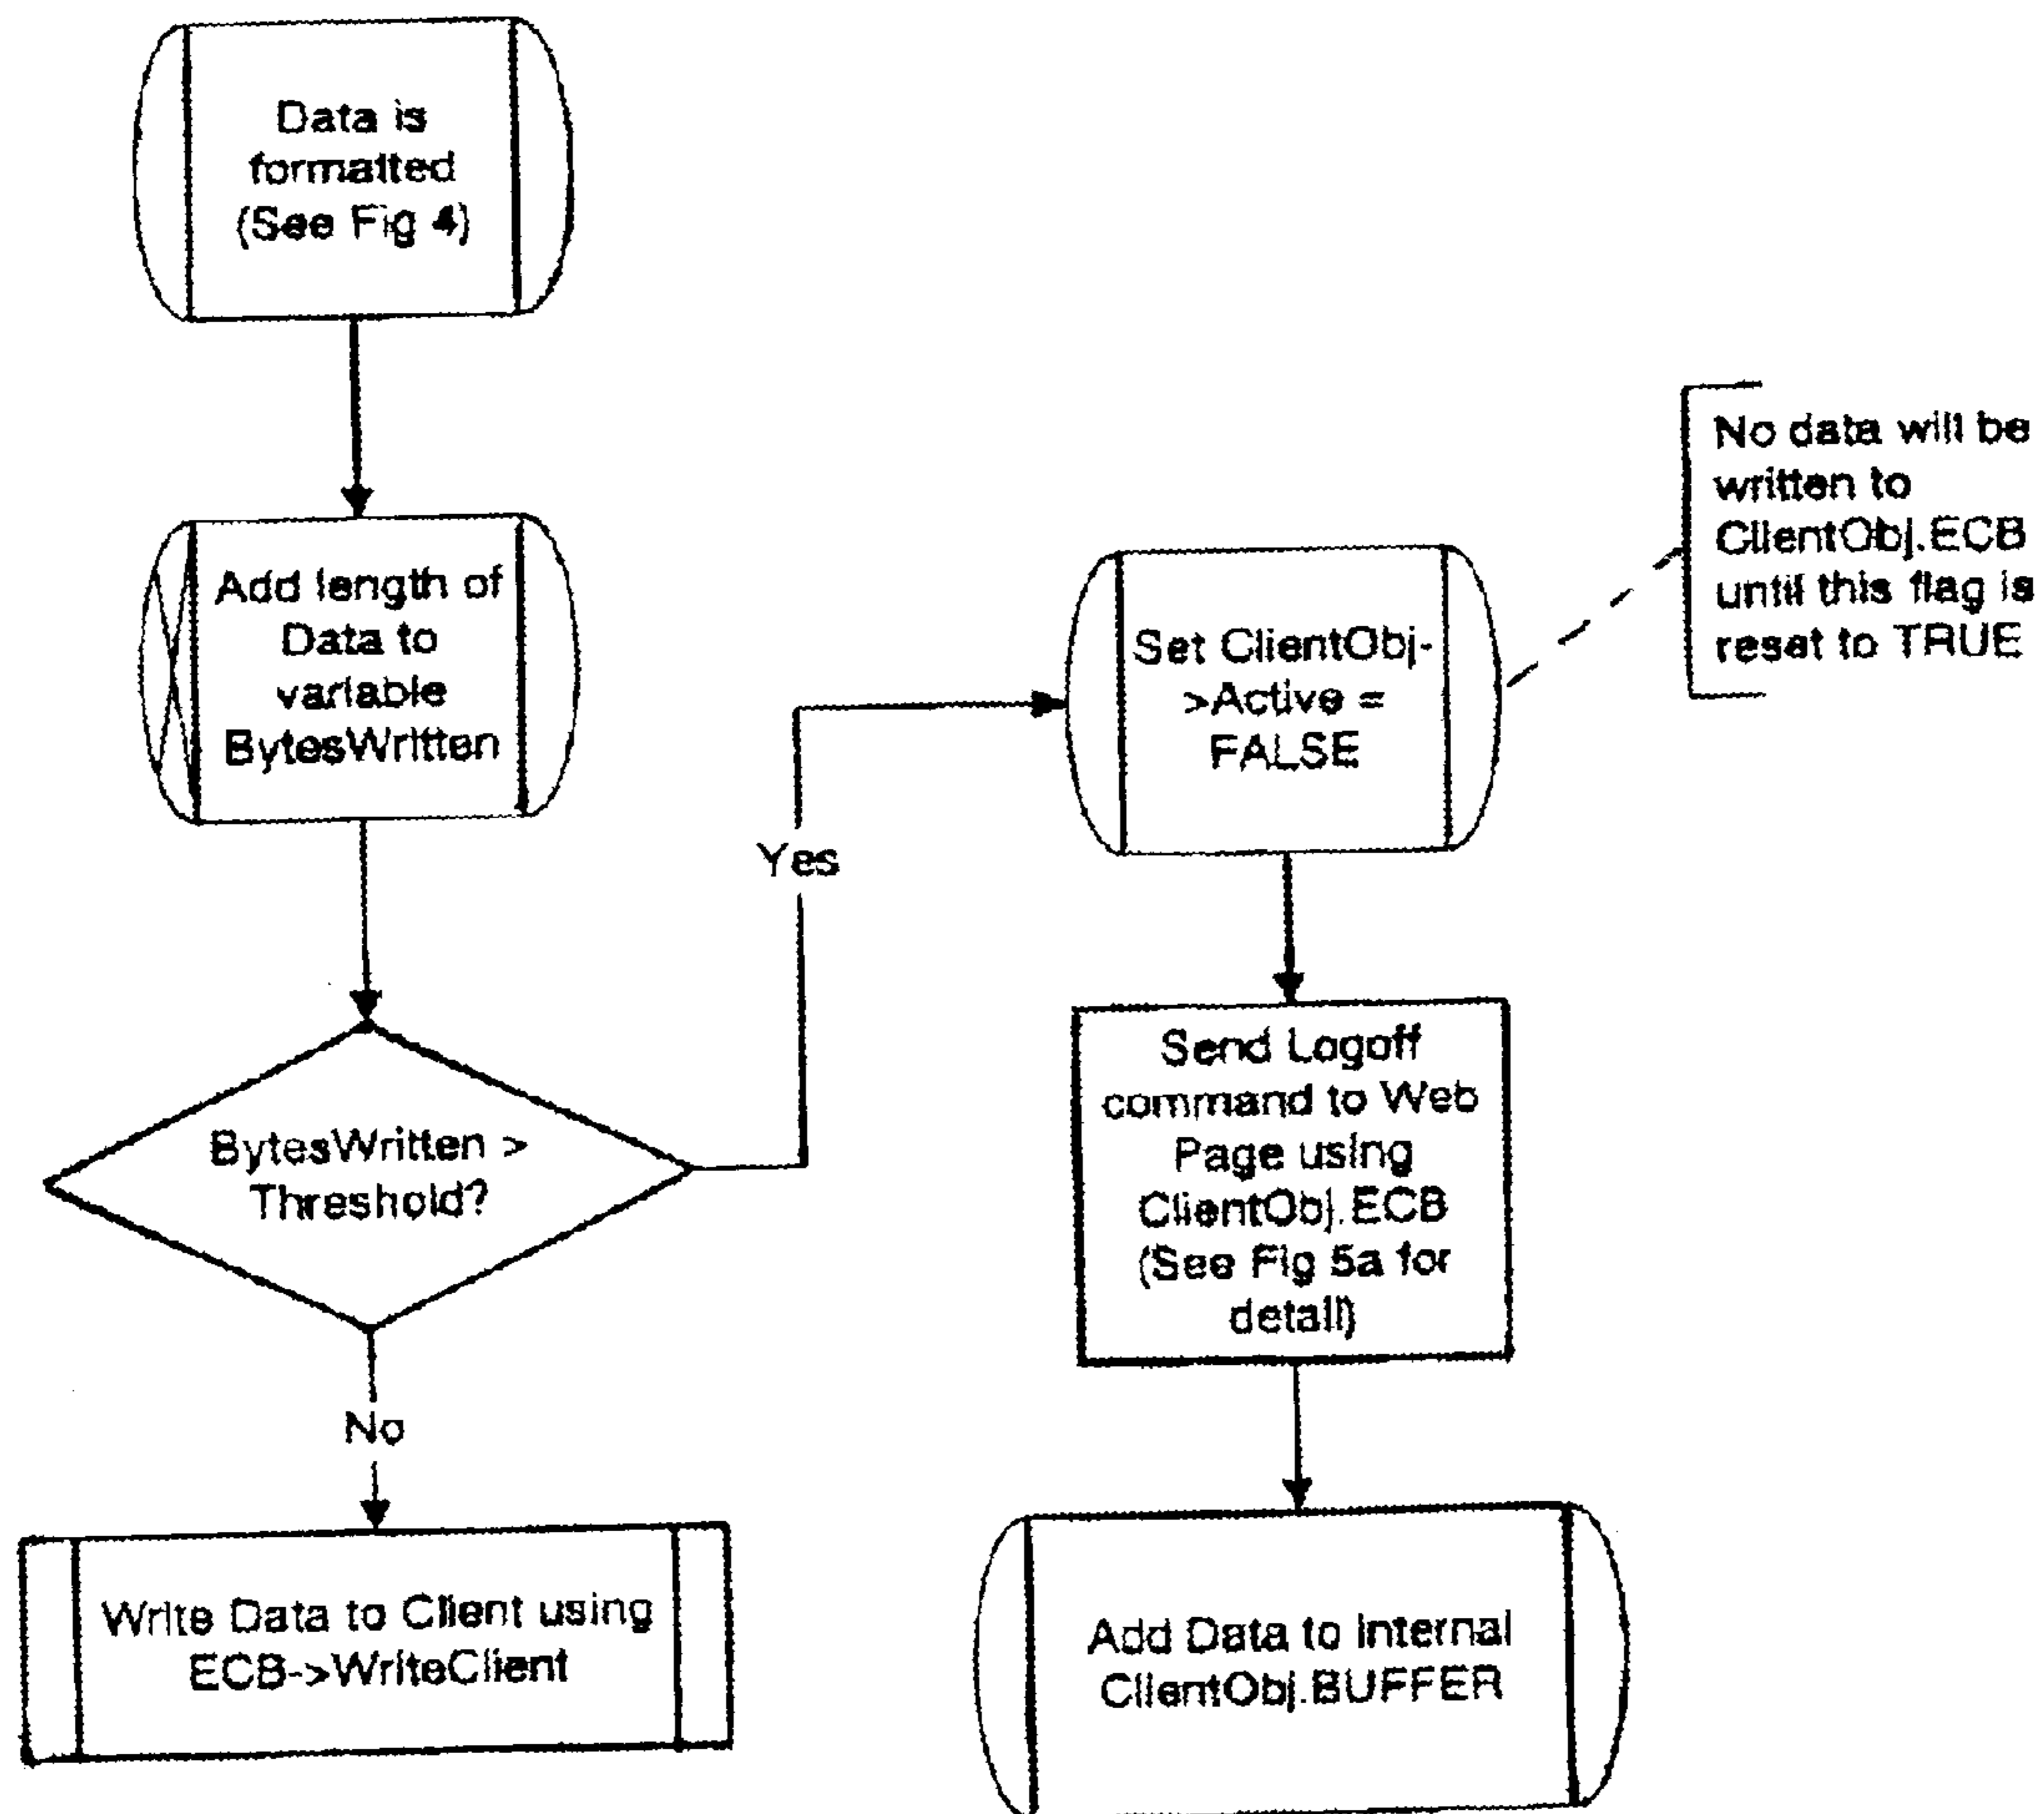 Data is
formatted
(See Fig 4)
Add length of
Data to
variable
BytesWritten
BytesWritten >
Threshold?
Yes
No
Write Data to Client using
ECB->WriteClient
Set ClientObj-
>Active =
FALSE
No data will be
written to
ClientObj.ECB
until this flag is
reset to TRUE
Send Logoff
command to Web
Page using
ClientObj.ECB
(See Fig 5a for
detail)
Add Data to internal
ClientObj.BUFFER